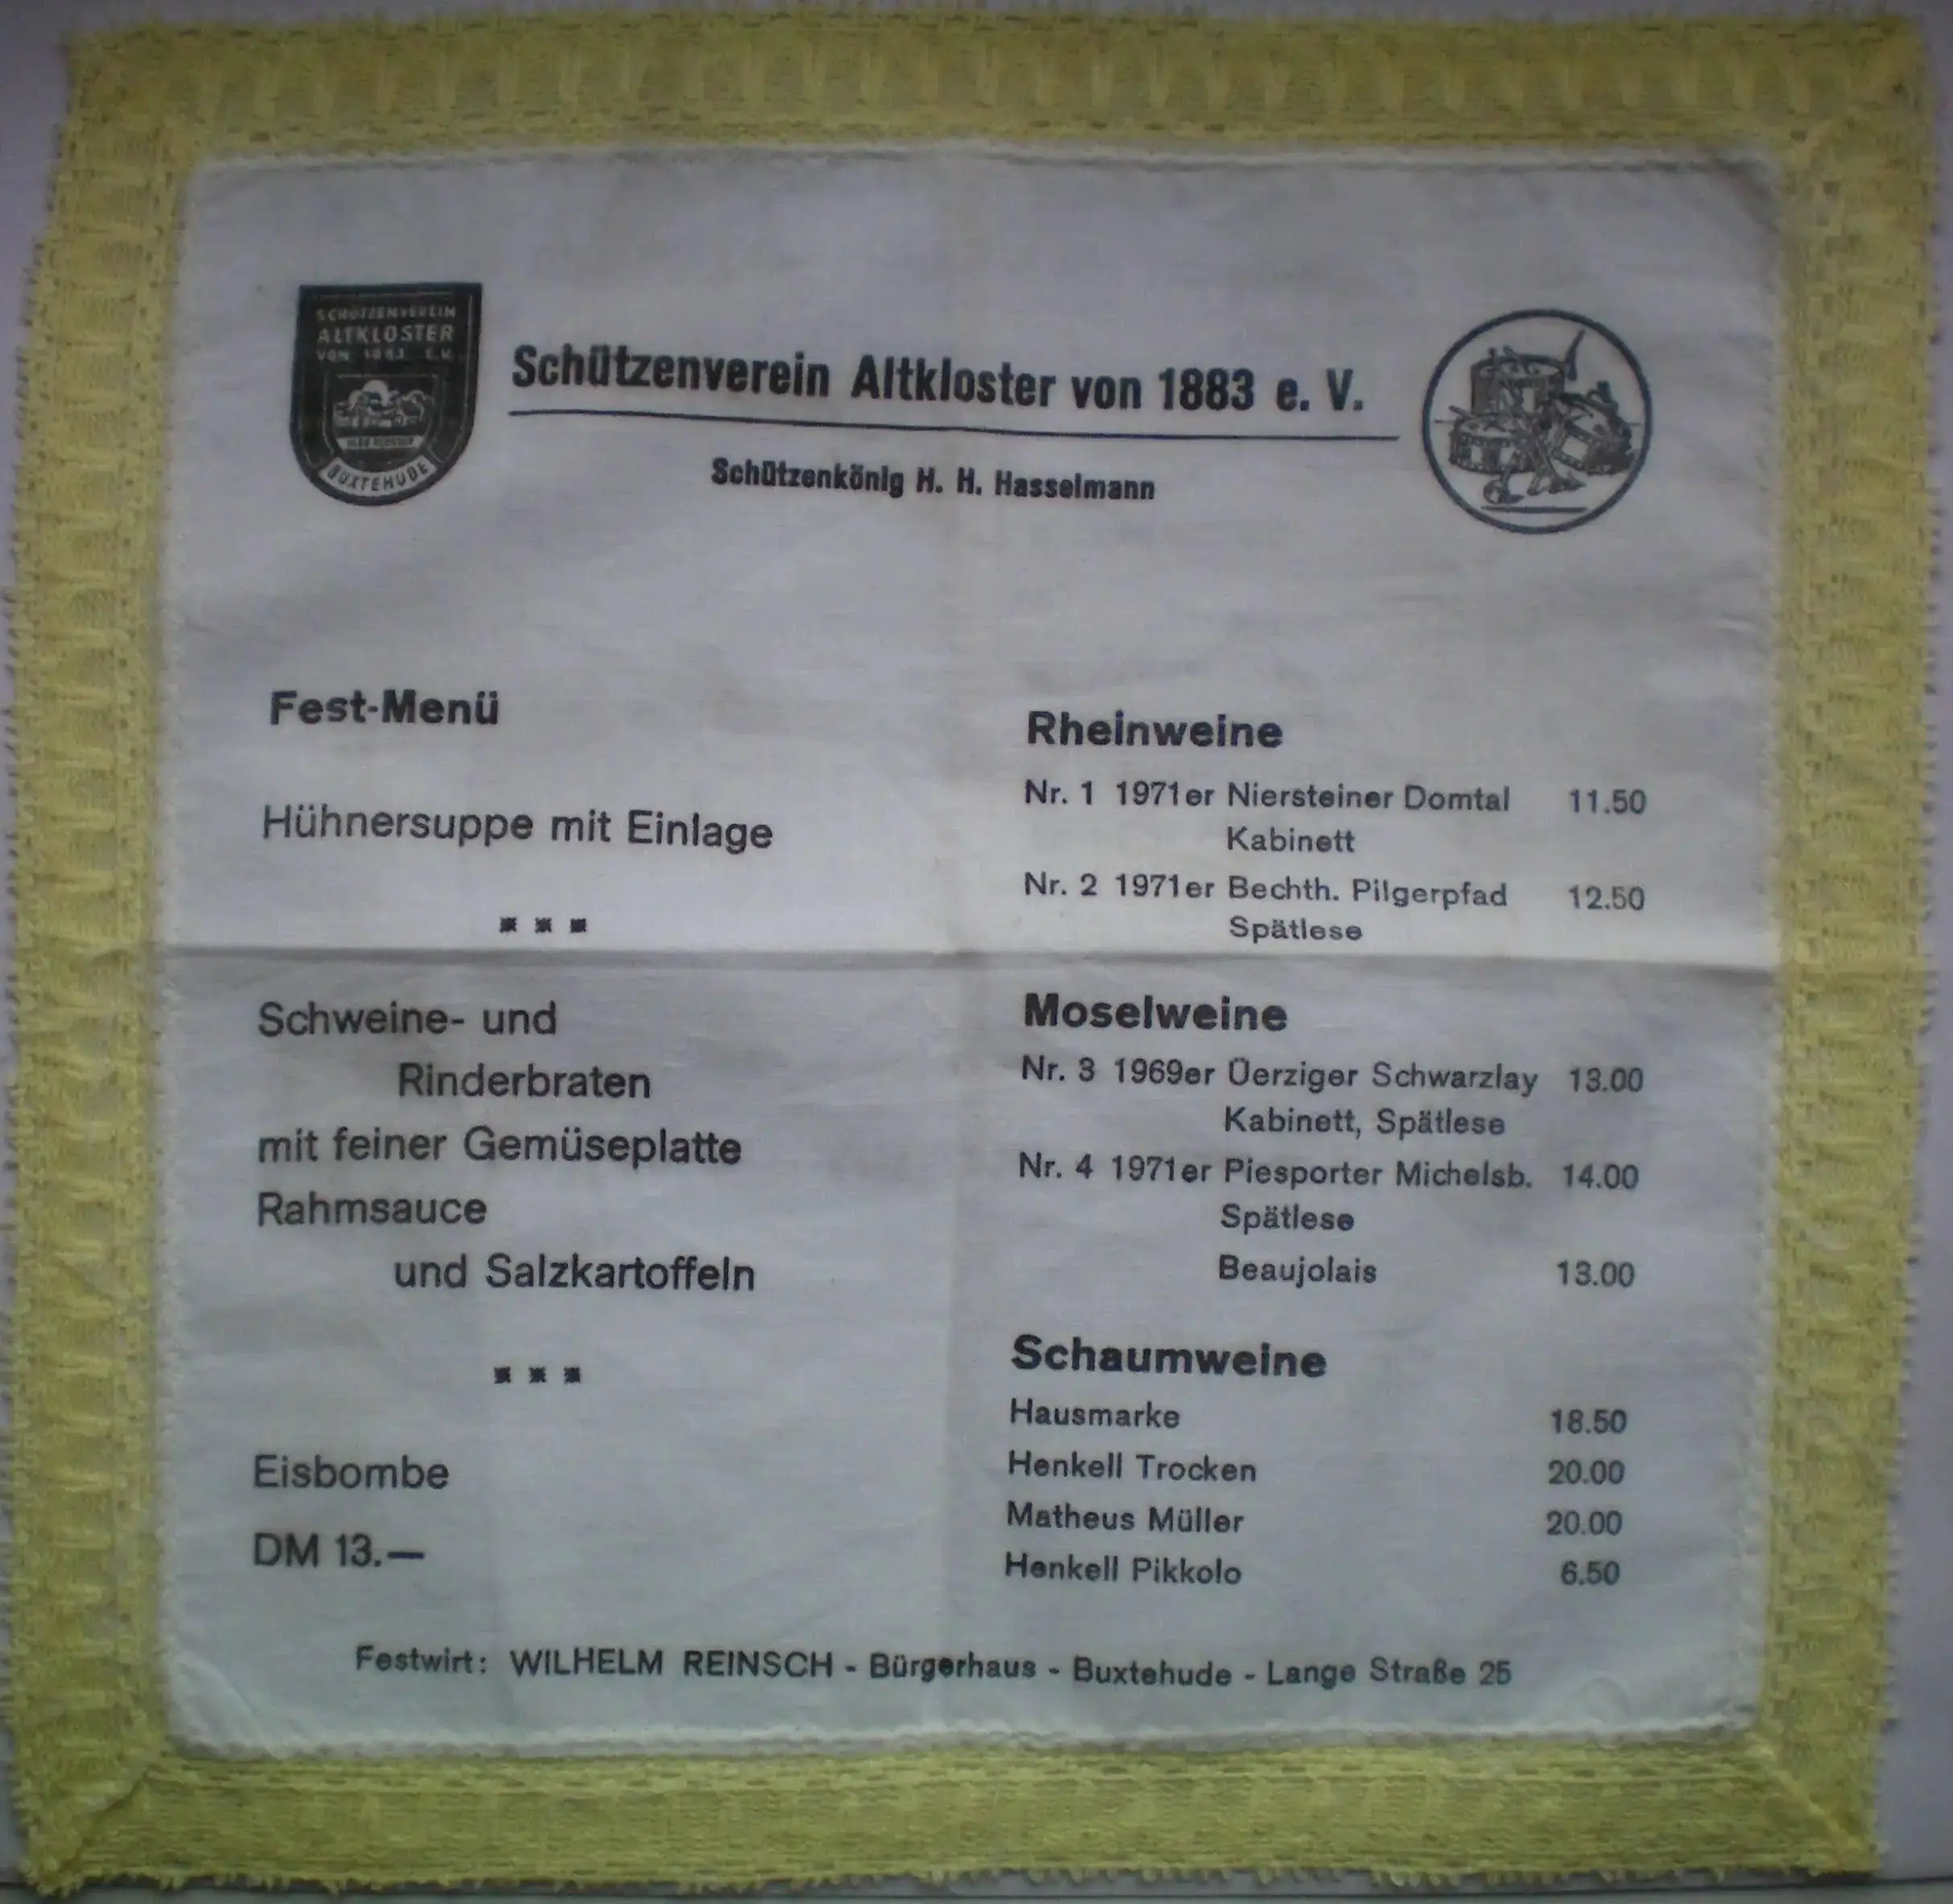 SCHÜTZENVEREIN
ALTKLOSTER
VON 1883 E.V.
BUXTEHUDE
Schützenverein Altkloster von 1883 e. V.
Schützenkönig H. H. Hasselmann
Fest-Menü
Hühnersuppe mit Einlage
Schweine- und
Rinderbraten
mit feiner Gemüseplatte
Rahmsauce
und Salzkartoffeln
Eisbombe
DM 13.—
Rheinweine
Nr. 1 1971er Niersteiner Domtal 11.50
Kabinett
Nr. 2 1971er Bechth. Pilgerpfad 12.50
Spätlese
Moselweine
Nr. 3 1969er Üerziger Schwarzlay 13.00
Kabinett, Spätlese
Nr. 4 1971er Piesporter Michelsb. 14.00
Spätlese
Beaujolais 13.00
Schaumweine
Hausmarke 18.50
Henkell Trocken 20.00
Matheus Müller 20.00
Henkell Pikkolo 6.50
Festwirt: WILHELM REINSCH - Bürgerhaus - Buxtehude - Lange Straße 25